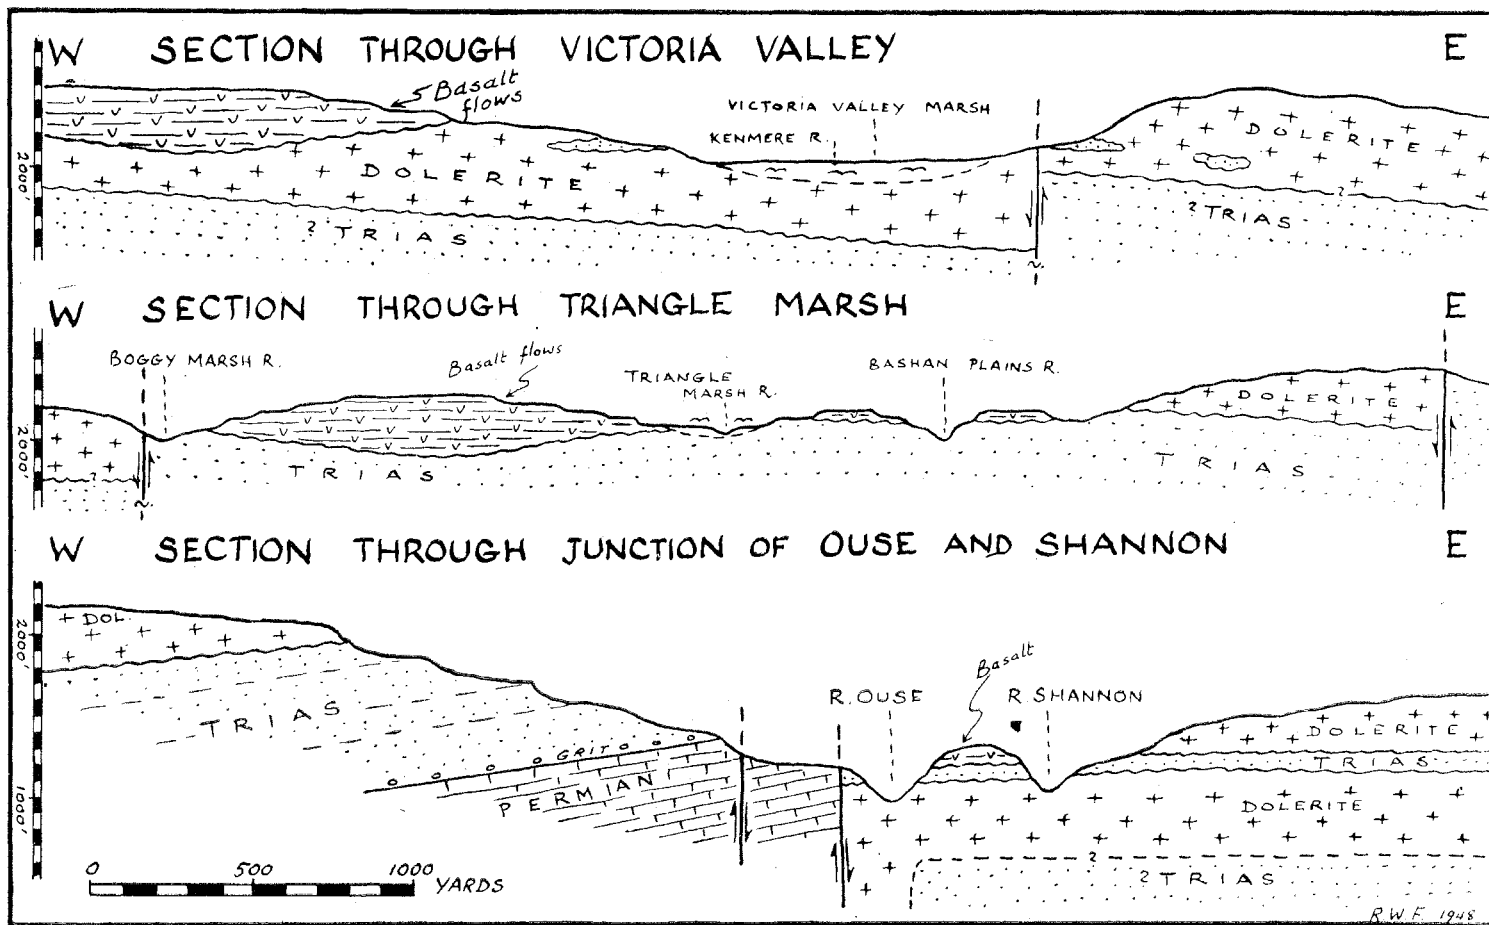 W SECTION THROUGH VICTORIA VALLEY E
Basalt
flows
VICTORIA VALLEY MARSH
KENMERE R.
2000'
DOLERITE
DOLERITE
? TRIAS
?
? TRIAS
W SECTION THROUGH TRIANGLE MARSH E
BOGGY MARSH R.
Basalt flows
TRIANGLE
MARSH R.
BASHAN PLAINS R.
2000'
DOLERITE
?
TRIAS
TRIAS
W SECTION THROUGH JUNCTION OF OUSE AND SHANNON E
2000'
DOL.
Basalt
R. OUSE
R. SHANNON
TRIAS
DOLERITE
GRIT
TRIAS
PERMIAN
1000'
DOLERITE
?
? TRIAS
0 500 1000
YARDS
R.W.F. 1948